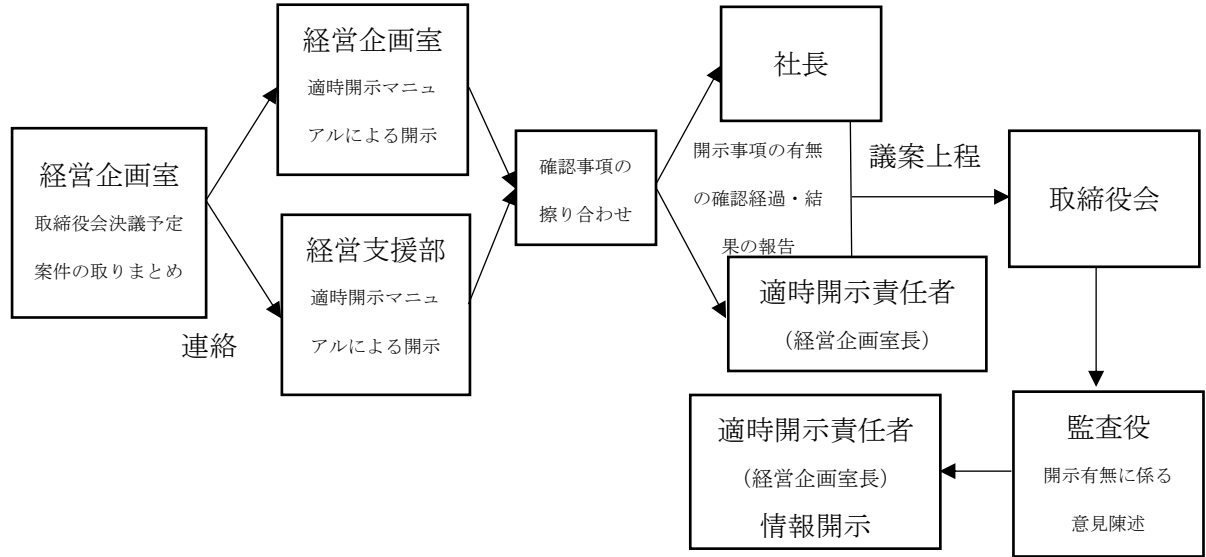 経営企画室
取締役会決議予定
案件の取りまとめ
連絡
経営企画室
適時開示マニュ
アルによる開示
経営支援部
適時開示マニュ
アルによる開示
確認事項の
擦り合わせ
社長
開示事項の有無
の確認経過・結
果の報告
適時開示責任者
（経営企画室長）
議案上程
取締役会
監査役
開示有無に係る
意見陳述
適時開示責任者
（経営企画室長）
情報開示